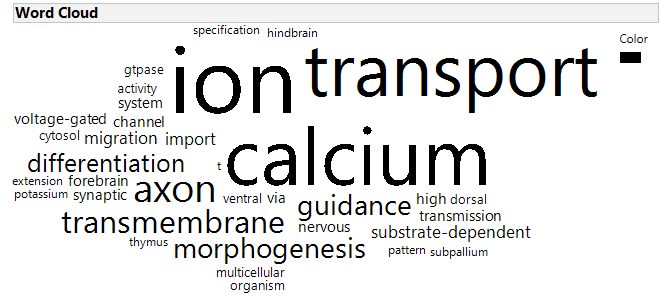 Word Cloud
specification
hindbrain
Color
ion
transport
gtpase
activity
system
voltage-gated
channel
cytosol
migration
import
calcium
differentiation
t
extension
forebrain
axon
potassium
synaptic
ventral
via
guidance
high
dorsal
transmembrane
transmission
nervous
substrate-dependent
thymus
morphogenesis
pattern
subpallium
multicellular
organism